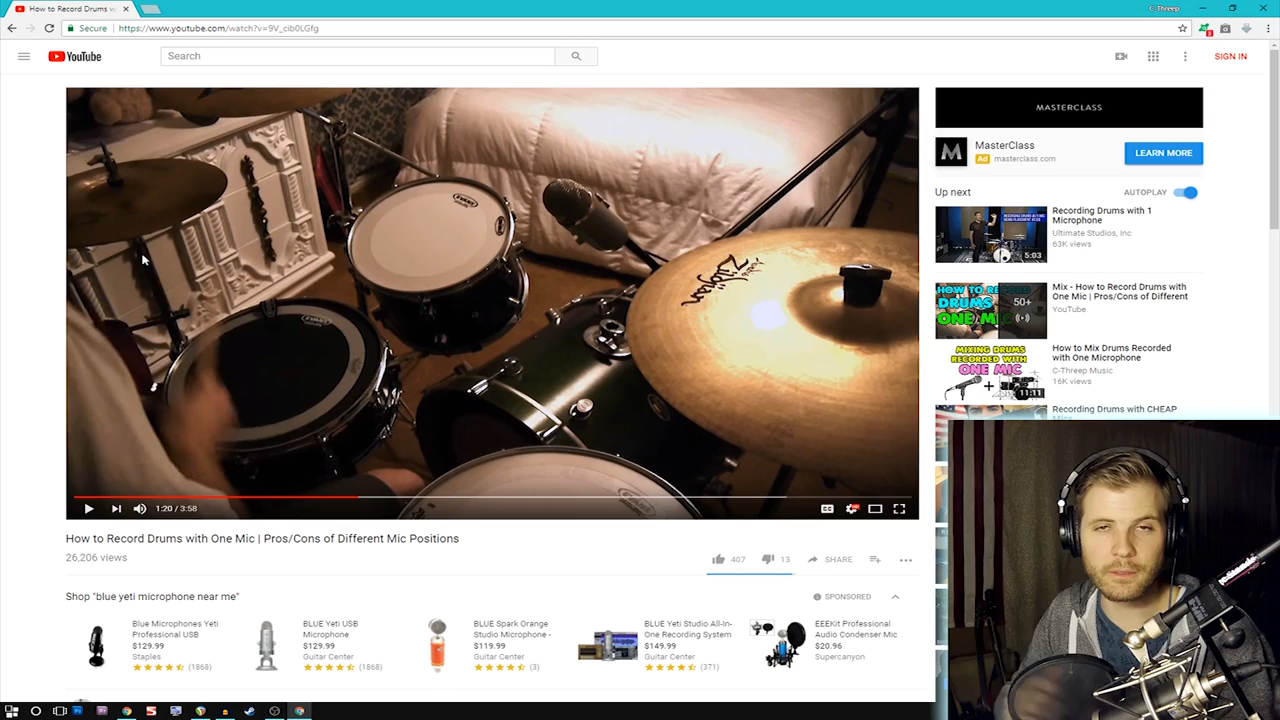 How to Record Drums w
C-Threep
Secure
https://www.youtube.com/watch?v=9V_cib0LGfg
YouTube
Search
SIGN IN
MASTERCLASS
MasterClass
Ad masterclass.com
LEARN MORE
Up next
AUTOPLAY
Recording Drums with 1
Microphone
Ultimate Studios, Inc
63K views
5:03
Mix - How to Record Drums with
One Mic | Pros/Cons of Different
YouTube
HOW TO RE
DRUMS
ONE MI
50+
How to Mix Drums Recorded
with One Microphone
C-Threep Music
16K views
MIXING DRUMS
RECORDED WITH
ONE MIC
11:11
Recording Drums with CHEAP
EVANS
Zildjian
1:20 / 3:58
How to Record Drums with One Mic | Pros/Cons of Different Mic Positions
26,206 views
407
13
SHARE
Shop "blue yeti microphone near me"
SPONSORED
Blue Microphones Yeti
Professional USB
$129.99
Staples
(1868)
BLUE Yeti USB
Microphone
$129.99
Guitar Center
(1868)
BLUE Spark Orange
Studio Microphone -
$119.99
Guitar Center
(3)
BLUE Yeti Studio All-In-
One Recording System
$149.99
Guitar Center
(371)
EEEKit Professional
Audio Condenser Mic
$20.96
Supercanyon